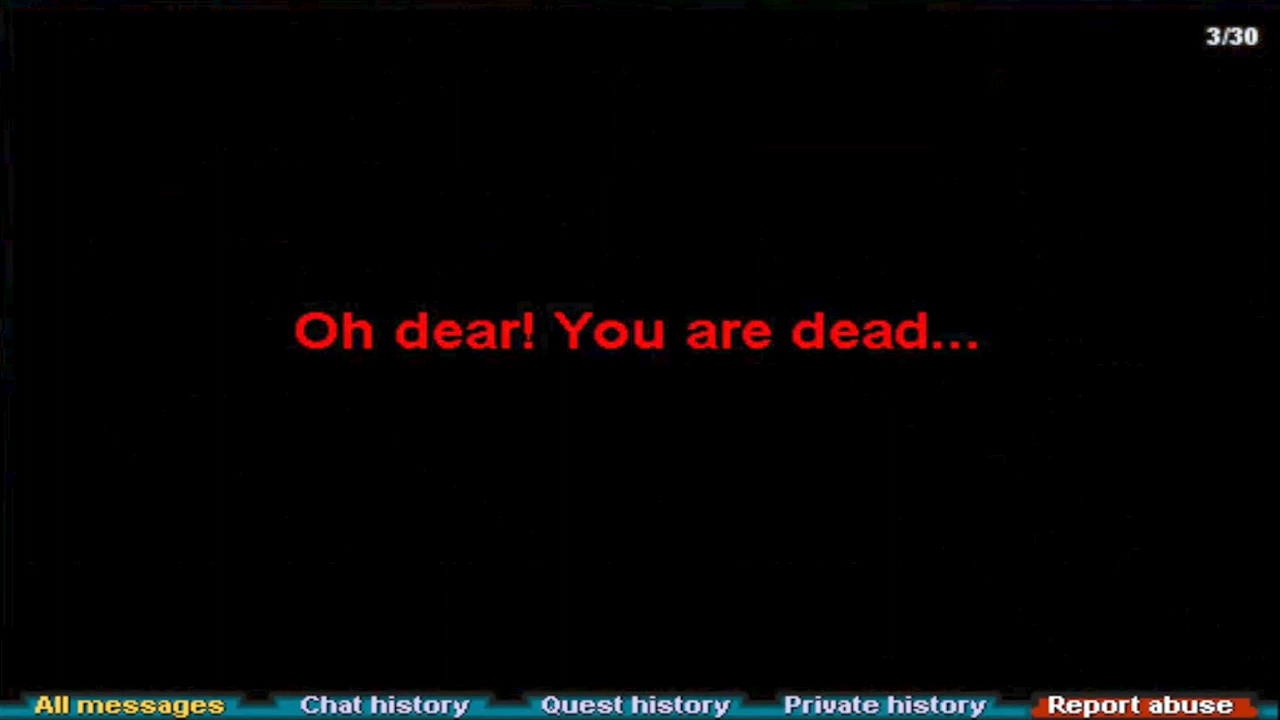 3/30
Oh dear! You are dead...
All messages Chat history Quest history Private history Report abuse